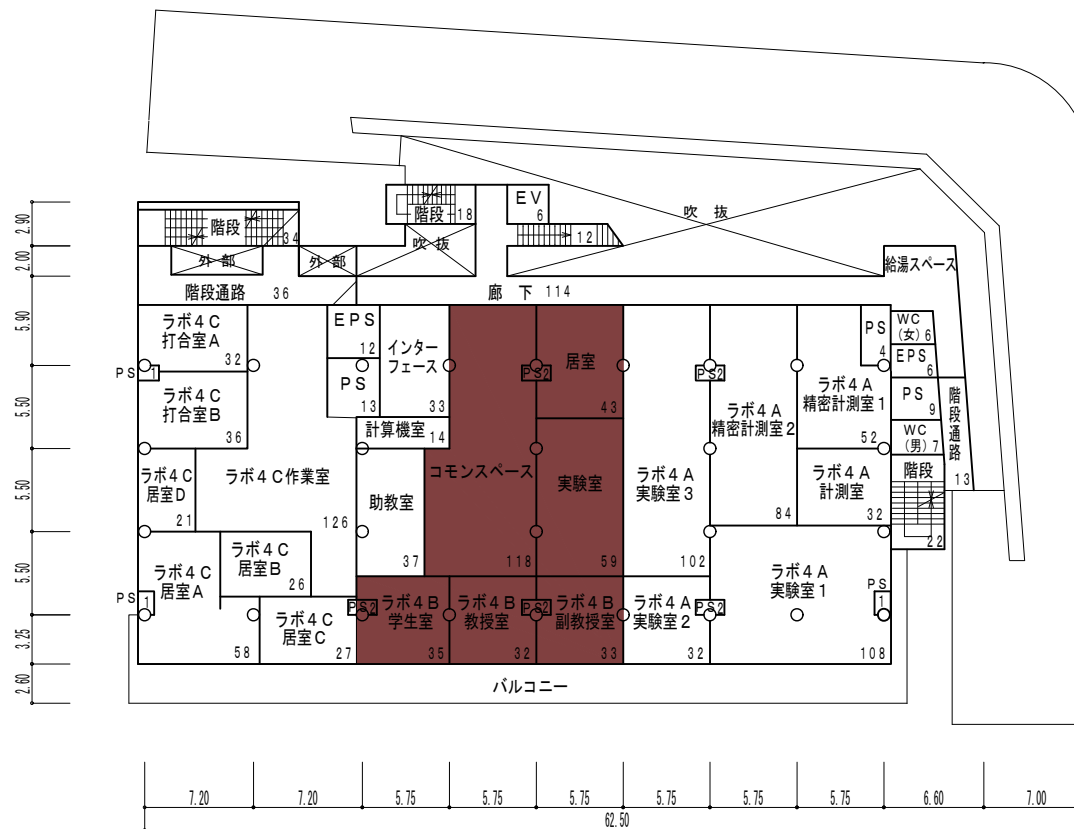 EV
6
吹 抜
階段
18
12
階段
34
吹 抜
外 部
外 部
給湯スペース
階段通路 36
廊 下 114
2.90
2.00
5.90
5.50
5.50
5.50
3.25
2.60
ラボ4C
打合室A
32
EPS
12
インター
フェース
33
居室
43
PS
4
WC
(女)
6
EPS
6
PS
1
PS
13
PS2
PS2
ラボ4A
精密計測室1
52
PS
9
階段通路
13
ラボ4C
打合室B
36
計算機室
14
ラボ4A
精密計測室2
84
WC
(男)
7
ラボ4C
居室D
21
ラボ4C作業室
126
助教室
37
コモンスペース
118
実験室
59
ラボ4A
実験室3
102
ラボ4A
計測室
32
階段
22
ラボ4C
居室A
58
ラボ4C
居室B
26
ラボ4A
実験室1
108
PS
1
PS
1
PS2
PS2
PS2
ラボ4C
居室C
27
ラボ4B
学生室
35
ラボ4B
教授室
32
ラボ4B
副教授室
33
ラボ4A
実験室2
32
バルコニー
7.20
7.20
5.75
5.75
5.75
5.75
5.75
5.75
6.60
7.00
62.50